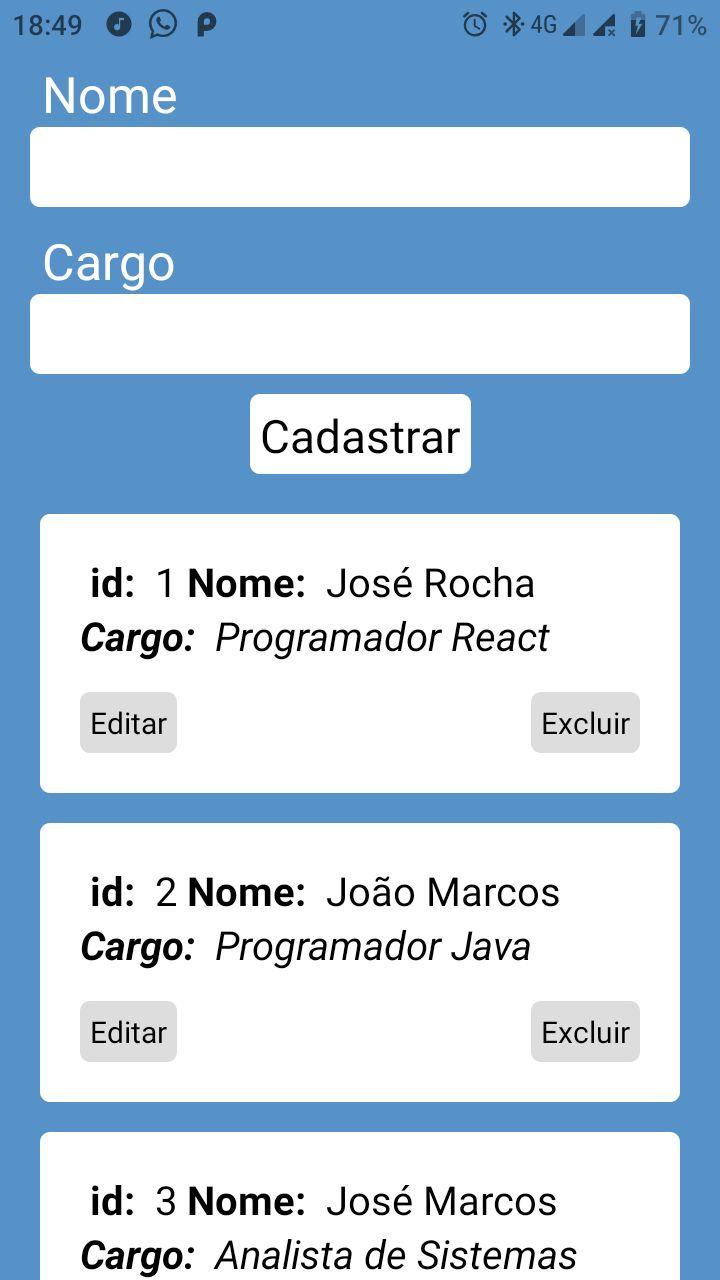 18:49 4G 71%
Nome
Cargo
Cadastrar
id: 1 Nome: José Rocha
Cargo: Programador React
Editar Excluir
id: 2 Nome: João Marcos
Cargo: Programador Java
Editar Excluir
id: 3 Nome: José Marcos
Cargo: Analista de Sistemas